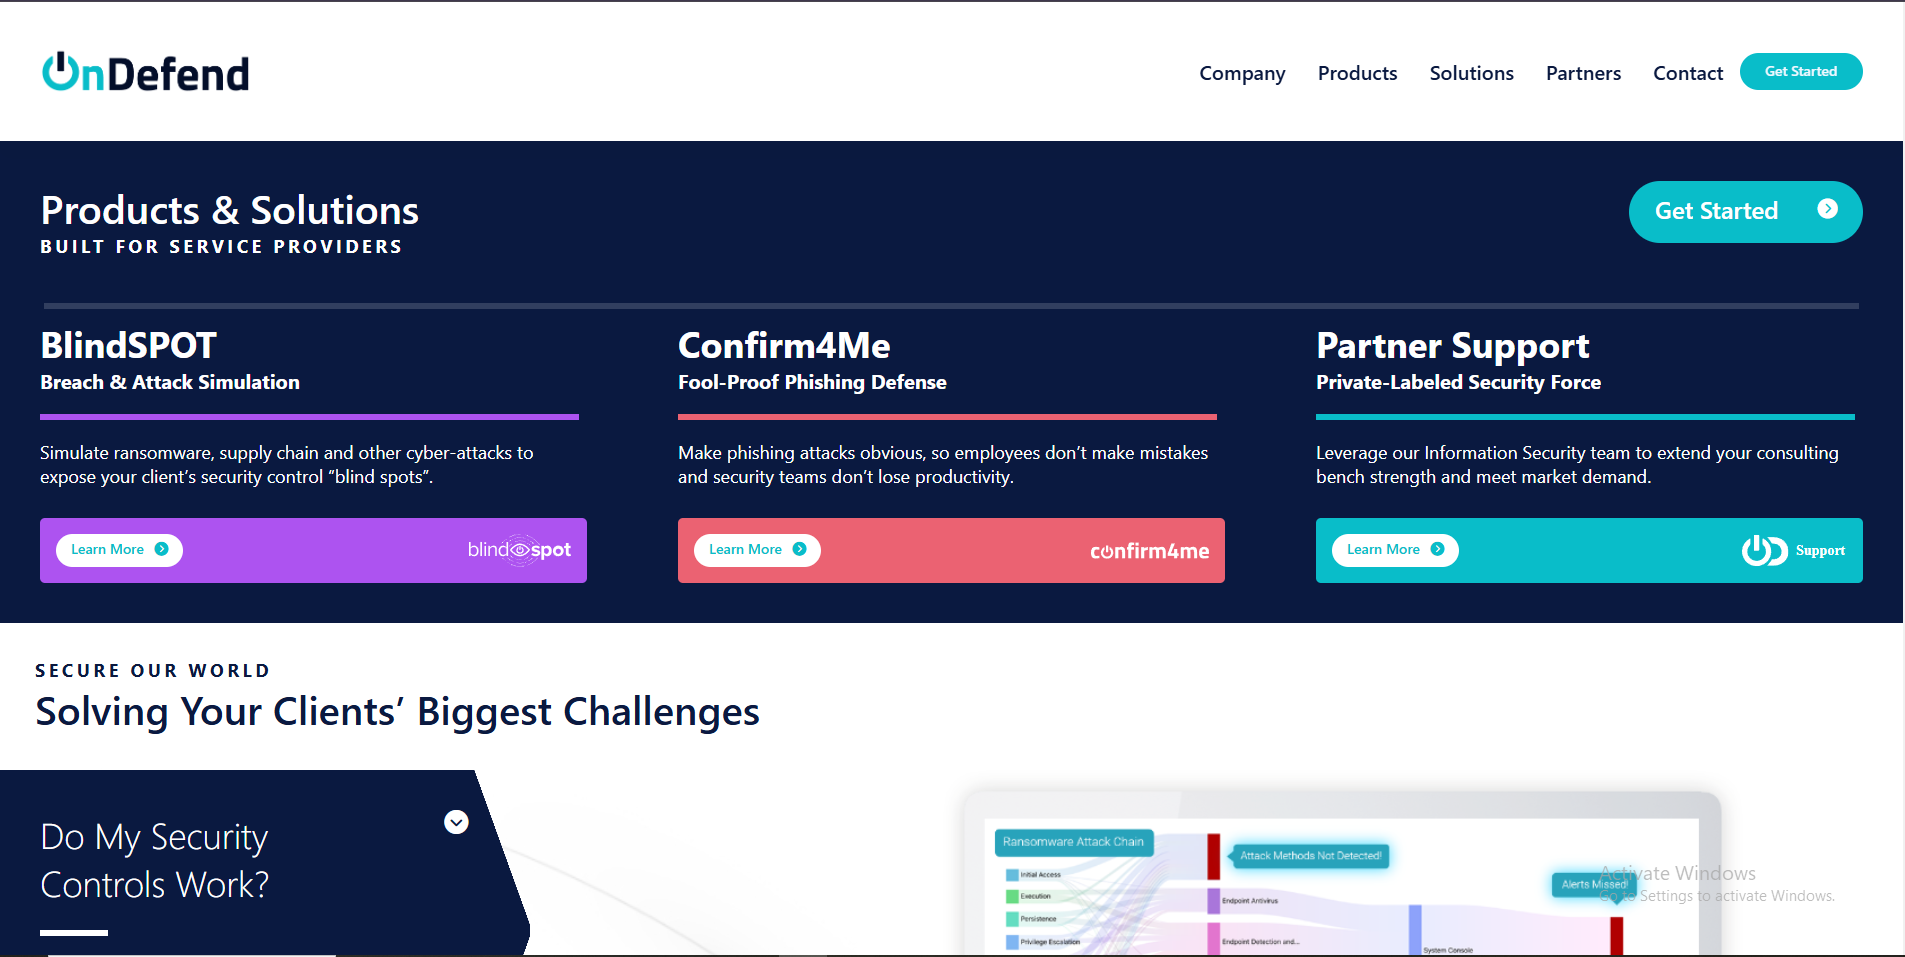 OnDefend
Company Products Solutions Partners Contact Get Started
Products & Solutions
BUILT FOR SERVICE PROVIDERS
Get Started
BlindSPOT
Breach & Attack Simulation
Simulate ransomware, supply chain and other cyber-attacks to
expose your client’s security control “blind spots”.
Learn More
blindspot
Confirm4Me
Fool-Proof Phishing Defense
Make phishing attacks obvious, so employees don’t make mistakes
and security teams don’t lose productivity.
Learn More
confirm4me
Partner Support
Private-Labeled Security Force
Leverage our Information Security team to extend your consulting
bench strength and meet market demand.
Learn More
Support
SECURE OUR WORLD
Solving Your Clients’ Biggest Challenges
Do My Security
Controls Work?
Ransomware Attack Chain
Attack Methods Not Detected!
Initial Access
Execution
Persistence
Privilege Escalation
Endpoint Antivirus
Endpoint Detection and...
System Console
Alerts Missed!
Activate Windows
Go to Settings to activate Windows.